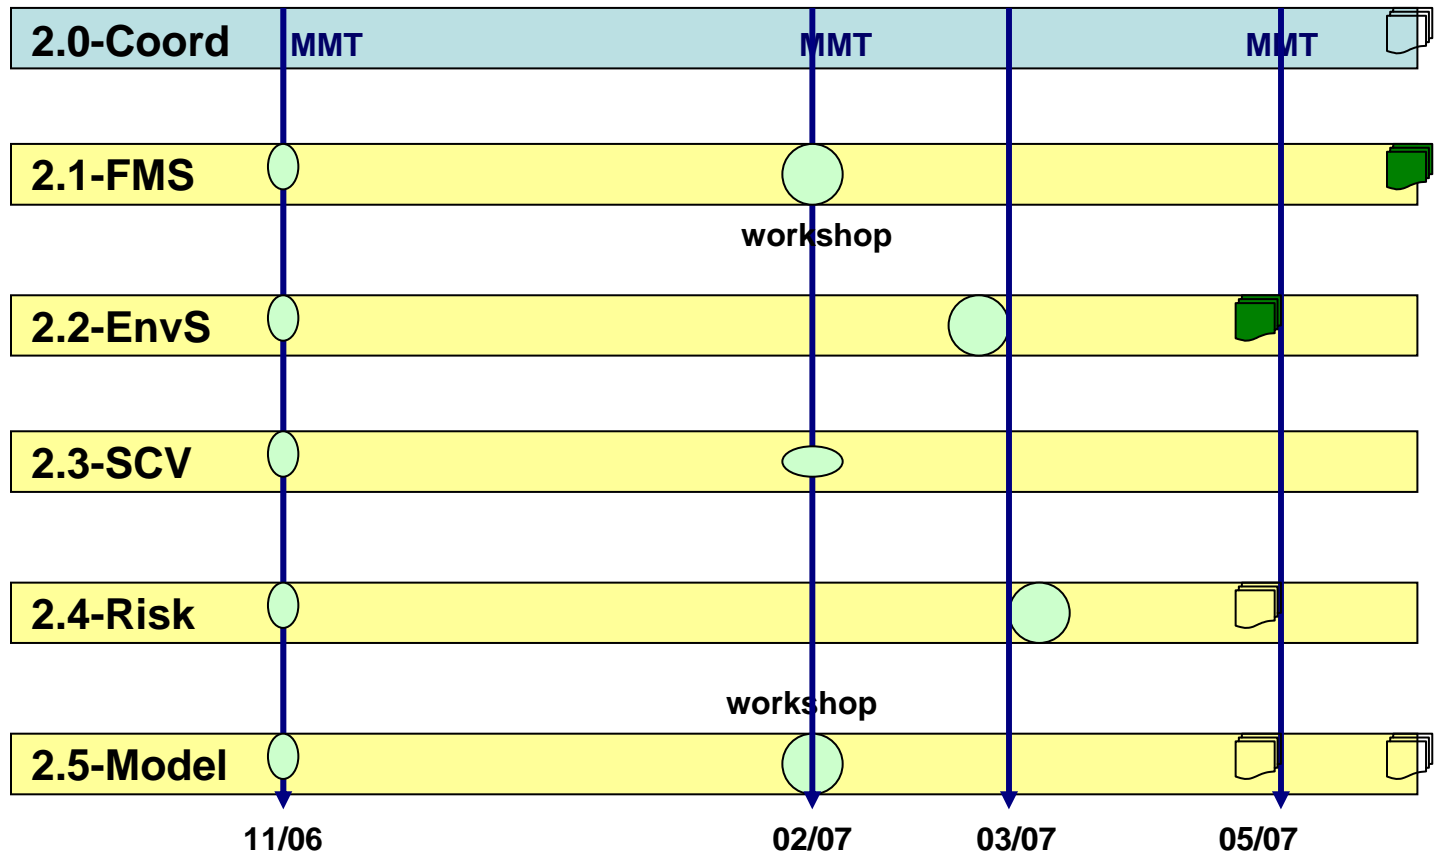 2.0-Coord MMT MMT MMT
2.1-FMS
workshop
2.2-EnvS
2.3-SCV
2.4-Risk
workshop
2.5-Model
11/06 02/07 03/07 05/07